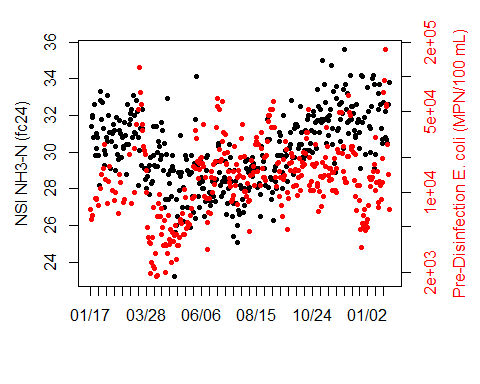 NSI NH3-N (fc24)
36
34
32
30
28
26
24
2e+05
5e+04
1e+04
2e+03
Pre-Disinfection E. coli (MPN/100 mL)
01/17 03/28 06/06 08/15 10/24 01/02